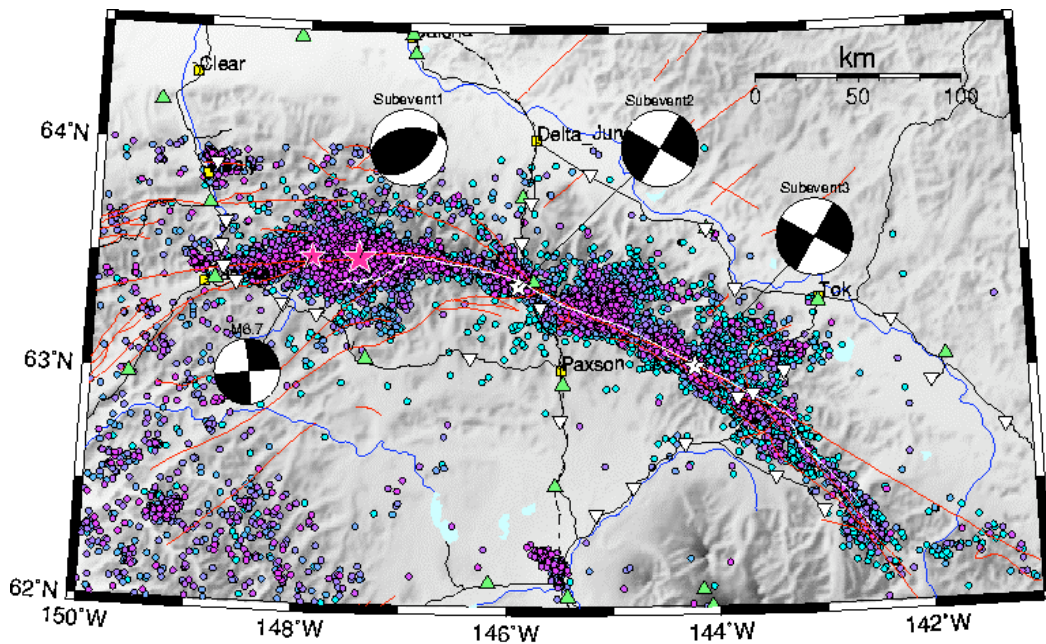 Clear
km
0 50 100
Subevent1
Subevent2
64°N
Delta_Jun
Subevent3
Tok
M6.7
63°N
Paxson
62°N
150°W
148°W
146°W
144°W
142°W